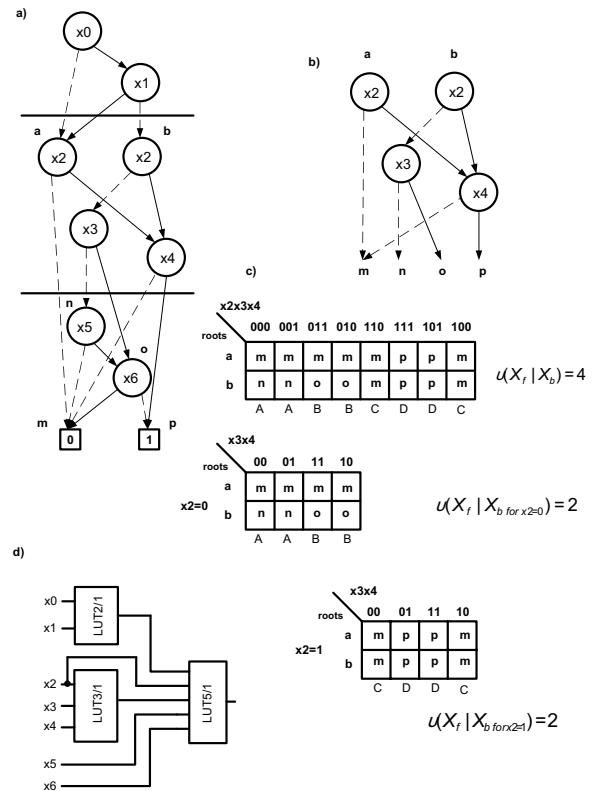 a)
x0
x1
a
b
x2
x2
x3
x4
n
x5
o
x6
m
0
1
p
b)
a
b
x2
x2
x3
x4
m n o p
c)
x2x3x4
roots
000 001 011 010 110 111 101 100
a m m m m m p p m
b n n o o m p p m
A A B B C D D C
υ(X_f | X_b) = 4
x3x4
roots
00 01 11 10
x2=0
a m m m m
b n n o o
A A B B
υ(X_f | X_b for x2=0) = 2
d)
x0
x1
LUT2/1
x2
x3
x4
LUT3/1
LUT5/1
x5
x6
x3x4
roots
00 01 11 10
x2=1
a m p p m
b m p p m
C D D C
υ(X_f | X_b forx2=1) = 2